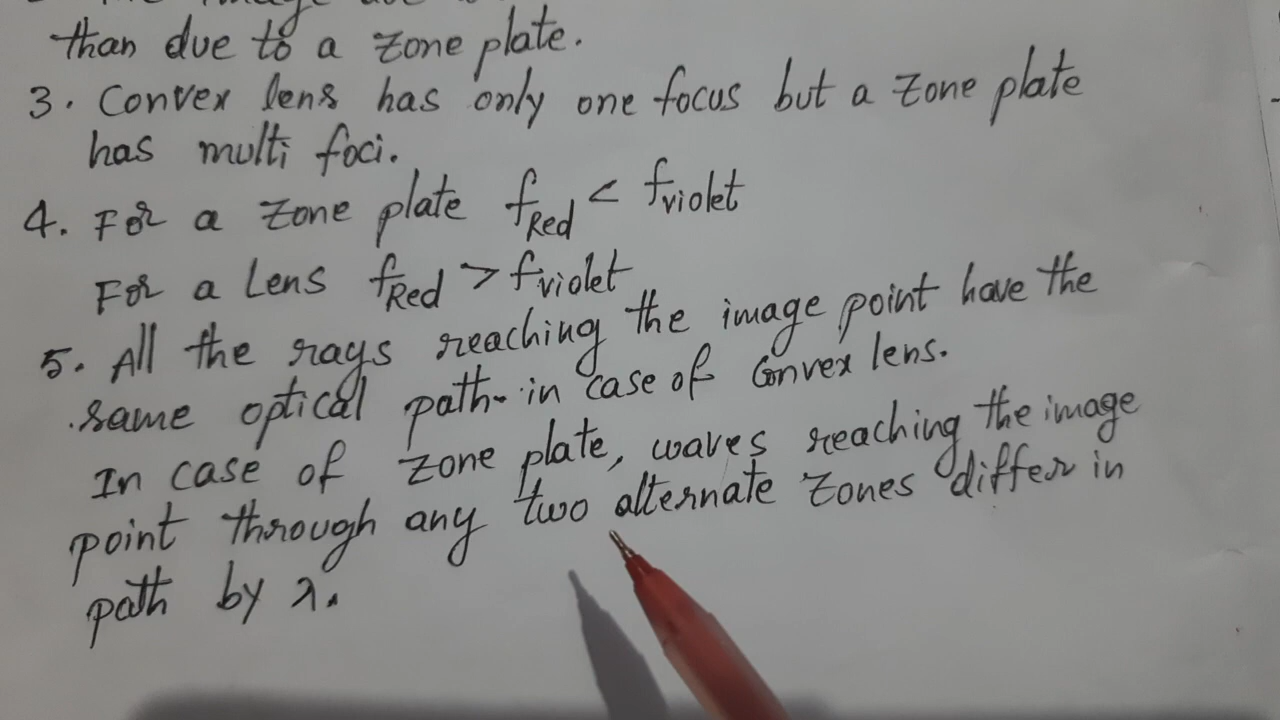 than due to a zone plate.
3. Convex lens has only one focus but a zone plate
has multi foci.
4. For a zone plate fRed < fviolet
For a Lens fRed > fviolet
5. All the rays reaching the image point have the
same optical path in case of Convex lens.
In case of zone plate, waves reaching the image
point through any two alternate zones differ in
path by λ.